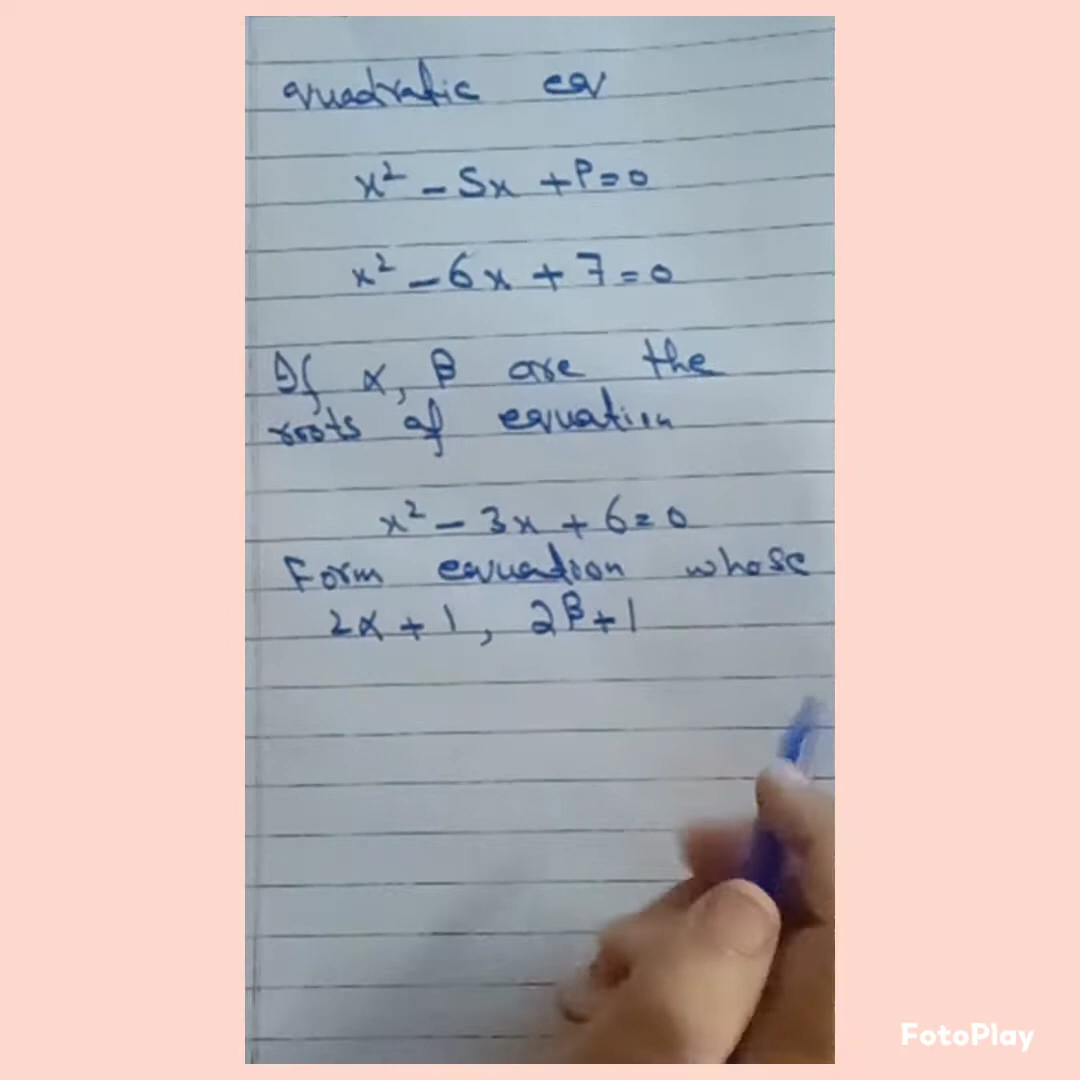 quadratic eq
x² - Sx + P = 0
x² - 6x + 7 = 0
If α, β are the
roots of equation
x² - 3x + 6 = 0
Form equation whose
2α + 1, 2β + 1
FotoPlay